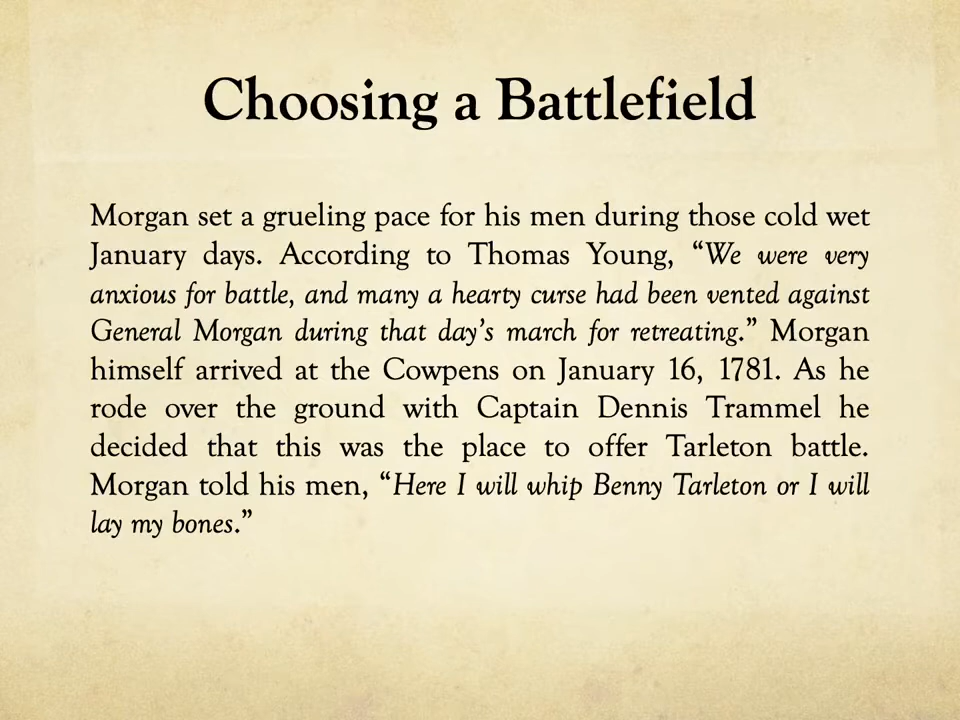 Choosing a Battlefield
Morgan set a grueling pace for his men during those cold wet
January days. According to Thomas Young, “We were very
anxious for battle, and many a hearty curse had been vented against
General Morgan during that day’s march for retreating.” Morgan
himself arrived at the Cowpens on January 16, 1781. As he
rode over the ground with Captain Dennis Trammel he
decided that this was the place to offer Tarleton battle.
Morgan told his men, “Here I will whip Benny Tarleton or I will
lay my bones.”